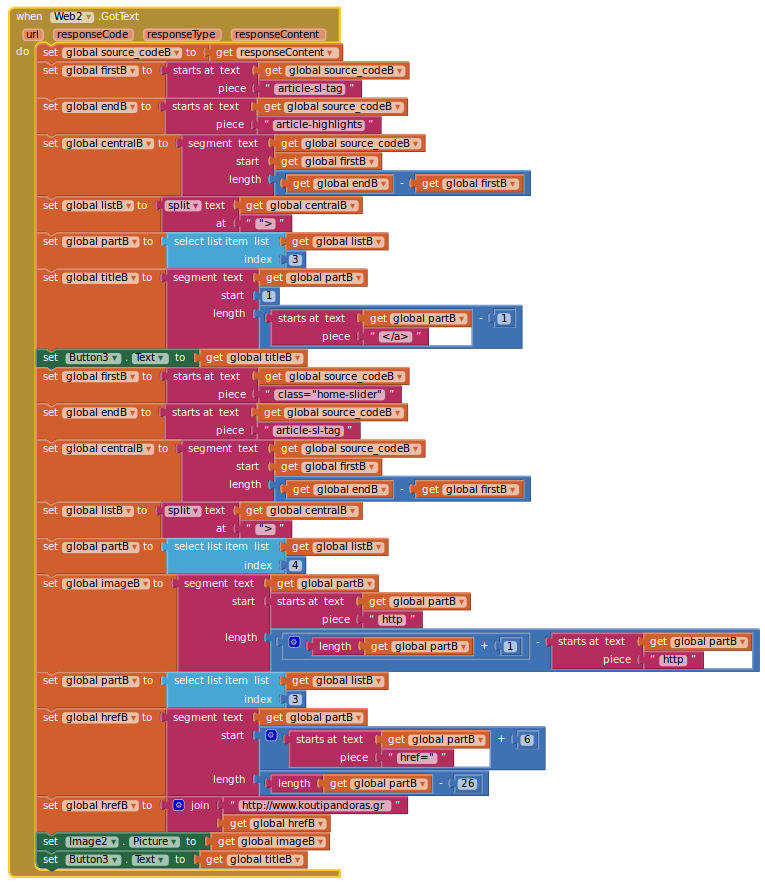 when Web2 .GotText
url responseCode responseType responseContent
do set global source_codeB to get responseContent
set global firstB to starts at text get global source_codeB
piece " article-sl-tag "
set global endB to starts at text get global source_codeB
piece " article-highlights "
set global centralB to segment text get global source_codeB
start get global firstB
length get global endB - get global firstB
set global listB to split text get global centralB
at " "> "
set global partB to select list item list get global listB
index 3
set global titleB to segment text get global partB
start 1
length starts at text get global partB - 1
piece " </a> "
set Button3 . Text to get global titleB
set global firstB to starts at text get global source_codeB
piece " class="home-slider" "
set global endB to starts at text get global source_codeB
piece " article-sl-tag "
set global centralB to segment text get global source_codeB
start get global firstB
length get global endB - get global firstB
set global listB to split text get global centralB
at " "> "
set global partB to select list item list get global listB
index 4
set global imageB to segment text get global partB
start starts at text get global partB
piece " http "
length length get global partB + 1 - starts at text get global partB
piece " http "
set global partB to select list item list get global listB
index 3
set global hrefB to segment text get global partB
start starts at text get global partB + 6
piece " href=" "
length length get global partB - 26
set global hrefB to join " http://www.koutipandoras.gr "
get global hrefB
set Image2 . Picture to get global imageB
set Button3 . Text to get global titleB